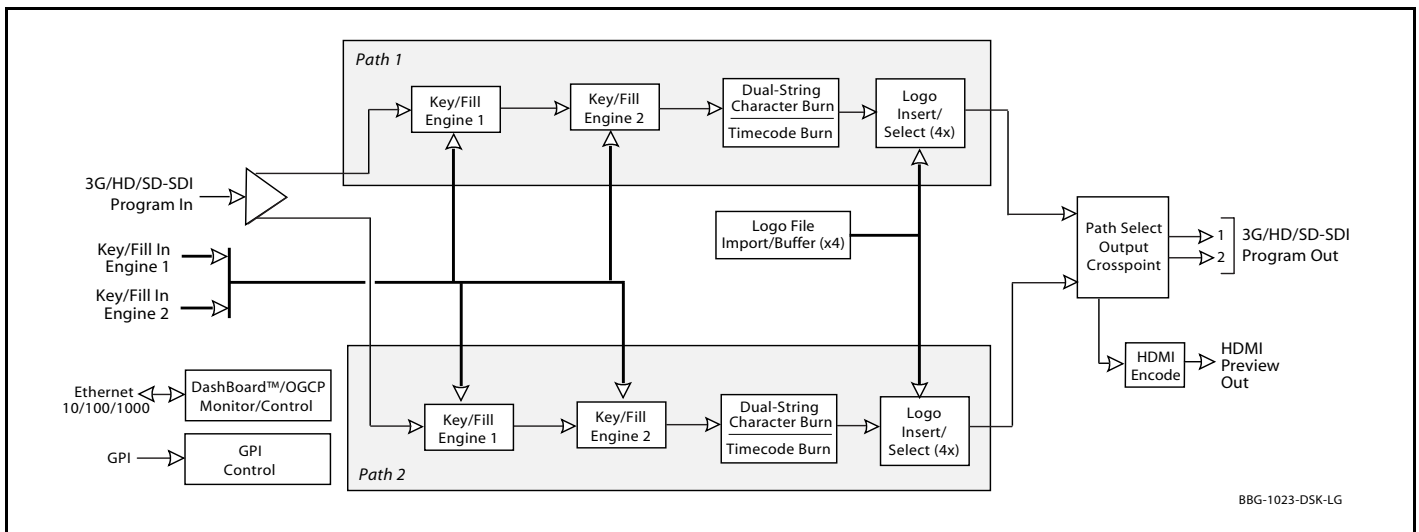 Path 1
Key/Fill
Engine 1
Key/Fill
Engine 2
Dual-String
Character Burn
Timecode Burn
Logo
Insert/
Select (4x)
3G/HD/SD-SDI
Program In
Key/Fill In
Engine 1
Key/Fill In
Engine 2
Logo File
Import/Buffer (x4)
Path Select
Output
Crosspoint
1
2
3G/HD/SD-SDI
Program Out
HDMI
Encode
HDMI
Preview
Out
Ethernet
10/100/1000
DashBoard™/OGCP
Monitor/Control
GPI
GPI
Control
Key/Fill
Engine 1
Key/Fill
Engine 2
Dual-String
Character Burn
Timecode Burn
Logo
Insert/
Select (4x)
Path 2
BBG-1023-DSK-LG